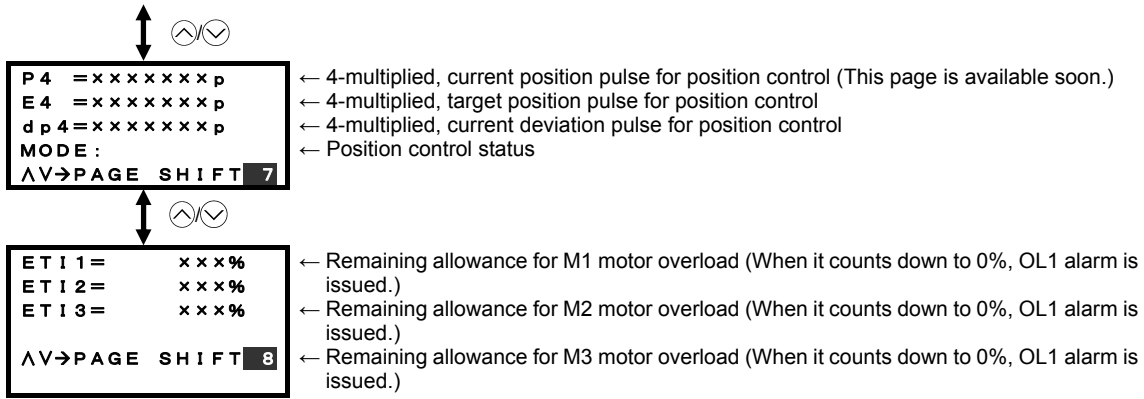 P4 =×××××××p ← 4-multiplied, current position pulse for position control (This page is available soon.)
E4 =×××××××p ← 4-multiplied, target position pulse for position control
dp4=×××××××p ← 4-multiplied, current deviation pulse for position control
MODE: ← Position control status
∧∨→PAGE SHIFT 7
ETI1= ×××% ← Remaining allowance for M1 motor overload (When it counts down to 0%, OL1 alarm is
issued.)
ETI2= ×××%
ETI3= ×××% ← Remaining allowance for M2 motor overload (When it counts down to 0%, OL1 alarm is
issued.)
∧∨→PAGE SHIFT 8 ← Remaining allowance for M3 motor overload (When it counts down to 0%, OL1 alarm is
issued.)